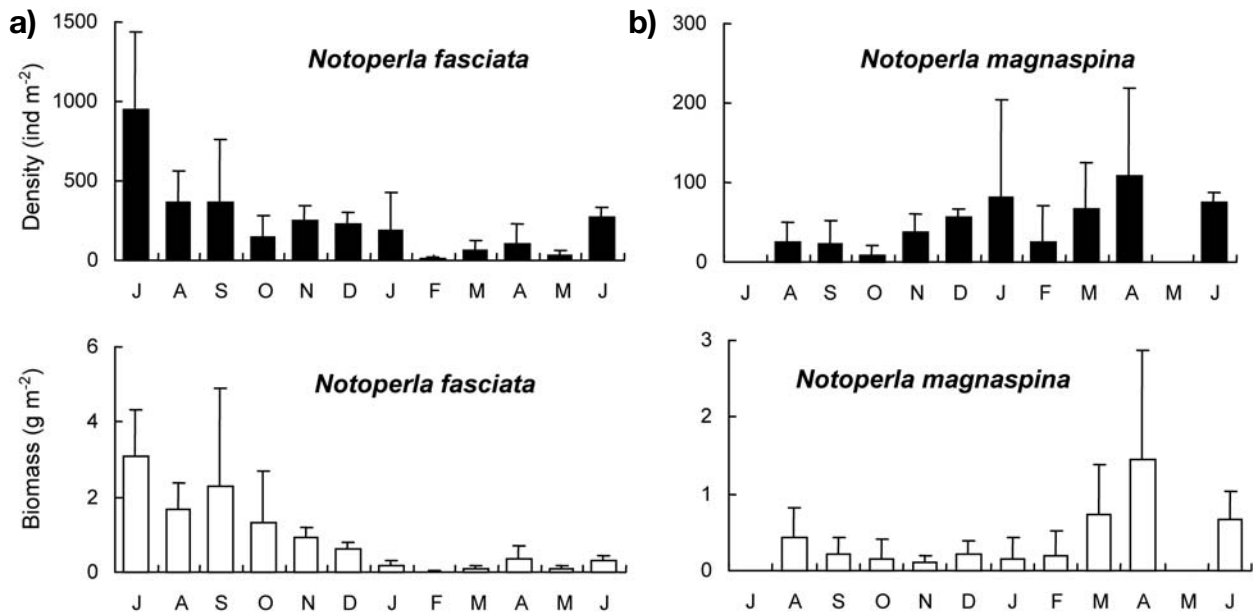 a)
Notoperla fasciata
Density (ind m⁻²)
1500
1000
500
0
J A S O N D J F M A M J
b)
Notoperla magnaspina
300
200
100
0
J A S O N D J F M A M J
Notoperla fasciata
Biomass (g m⁻²)
6
4
2
0
J A S O N D J F M A M J
Notoperla magnaspina
3
2
1
0
J A S O N D J F M A M J